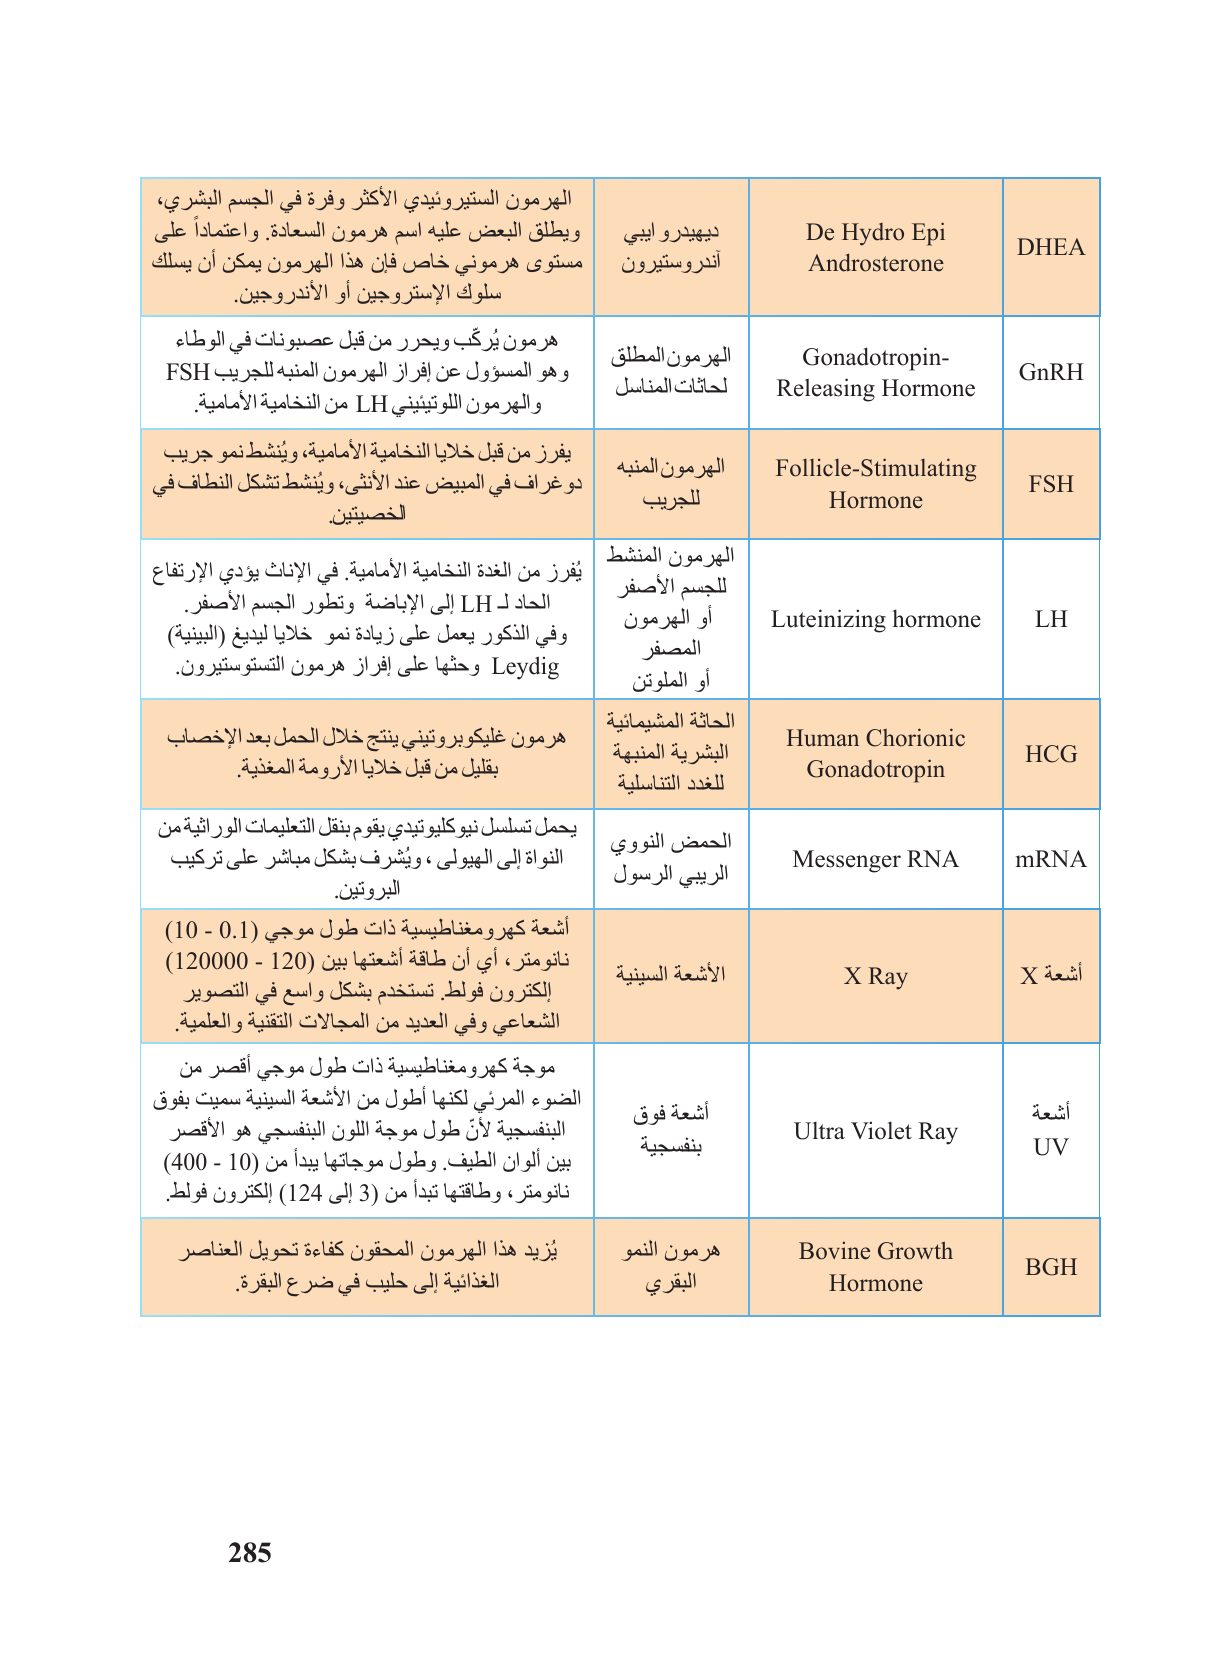 DHEA
De Hydro Epi
Androsterone
ديهيدرو ايبي
آندروستيرون
الهرمون الستيروئيدي الأكثر وفرة في الجسم البشري،
ويطلق البعض عليه اسم هرمون السعادة. واعتماداً على
مستوى هرموني خاص فإن هذا الهرمون يمكن أن يسلك
سلوك الإستروجين أو الأندروجين.
GnRH
Gonadotropin-
Releasing Hormone
الهرمون المطلق
لحاثات المناسل
هرمون يُركّب ويحرر من قبل عصبونات في الوطاء
وهو المسؤول عن إفراز الهرمون المنبه للجريب FSH
والهرمون اللوتيئيني LH من النخامية الأمامية.
FSH
Follicle-Stimulating
Hormone
الهرمون المنبه
للجريب
يفرز من قبل خلايا النخامية الأمامية، ويُنشط نمو جريب
دوغراف في المبيض عند الأنثى، ويُنشط تشكل النطاف في
الخصيتين.
LH
Luteinizing hormone
الهرمون المنشط
للجسم الأصفر
أو الهرمون
المصفر
أو الملوتن
يُفرز من الغدة النخامية الأمامية. في الإناث يؤدي الإرتفاع
الحاد لـ LH إلى الإباضة وتطور الجسم الأصفر.
وفي الذكور يعمل على زيادة نمو خلايا ليديغ (البينية)
Leydig وحثها على إفراز هرمون التستوستيرون.
HCG
Human Chorionic
Gonadotropin
الحاثة المشيمائية
البشرية المنبهة
للغدد التناسلية
هرمون غليكوبروتيني ينتج خلال الحمل بعد الإخصاب
بقليل من قبل خلايا الأرومة المغذية.
mRNA
Messenger RNA
الحمض النووي
الريبي الرسول
يحمل تسلسل نيوكليوتيدي يقوم بنقل التعليمات الوراثية من
النواة إلى الهيولى ، ويُشرف بشكل مباشر على تركيب
البروتين.
أشعة X
X Ray
الأشعة السينية
أشعة كهرومغناطيسية ذات طول موجي (0.1 - 10)
نانومتر، أي أن طاقة أشعتها بين (120 - 120000)
إلكترون فولط. تستخدم بشكل واسع في التصوير
الشعاعي وفي العديد من المجالات التقنية والعلمية.
أشعة
UV
Ultra Violet Ray
أشعة فوق
بنفسجية
موجة كهرومغناطيسية ذات طول موجي أقصر من
الضوء المرئي لكنها أطول من الأشعة السينية سميت بفوق
البنفسجية لأنّ طول موجة اللون البنفسجي هو الأقصر
بين ألوان الطيف. وطول موجاتها يبدأ من (10 - 400)
نانومتر، وطاقتها تبدأ من (3 إلى 124) إلكترون فولط.
BGH
Bovine Growth
Hormone
هرمون النمو
البقري
يُزيد هذا الهرمون المحقون كفاءة تحويل العناصر
الغذائية إلى حليب في ضرع البقرة.
285